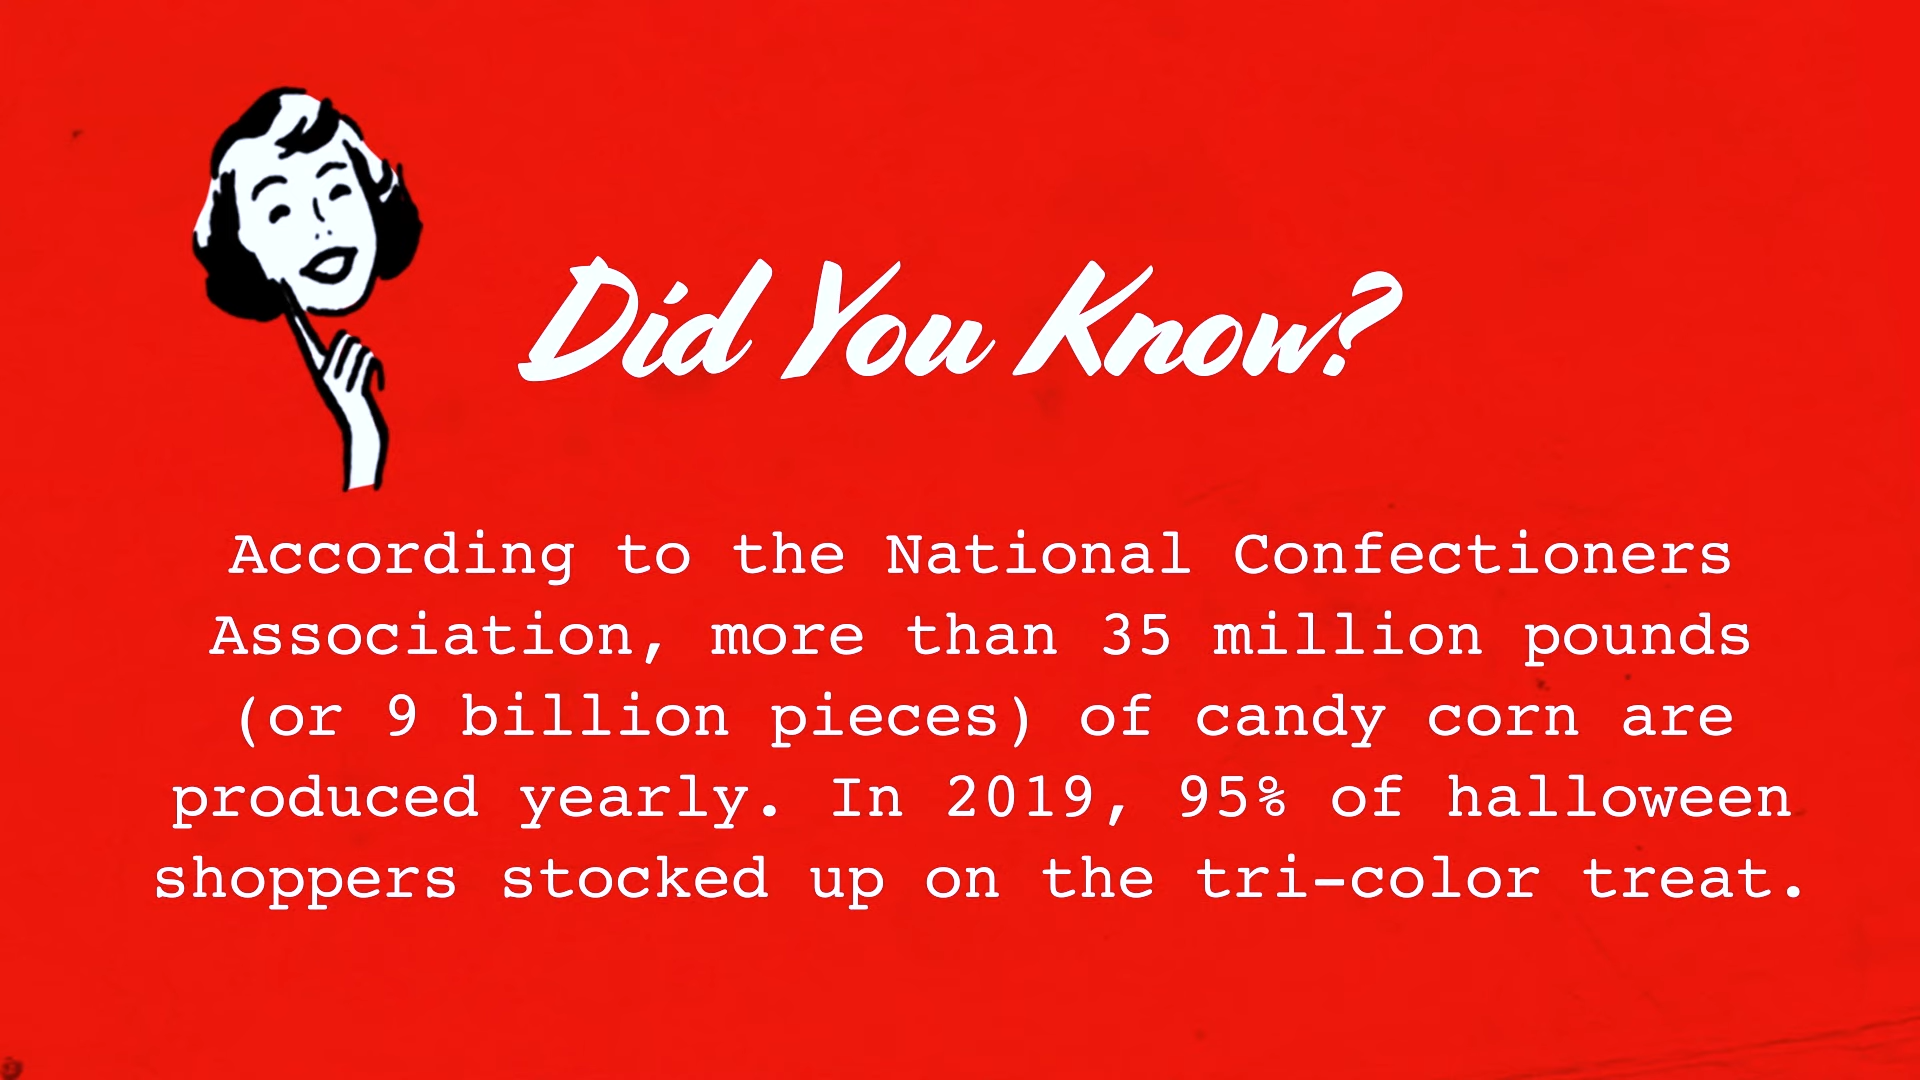 Did You Know?
According to the National Confectioners
Association, more than 35 million pounds
(or 9 billion pieces) of candy corn are
produced yearly. In 2019, 95% of halloween
shoppers stocked up on the tri-color treat.